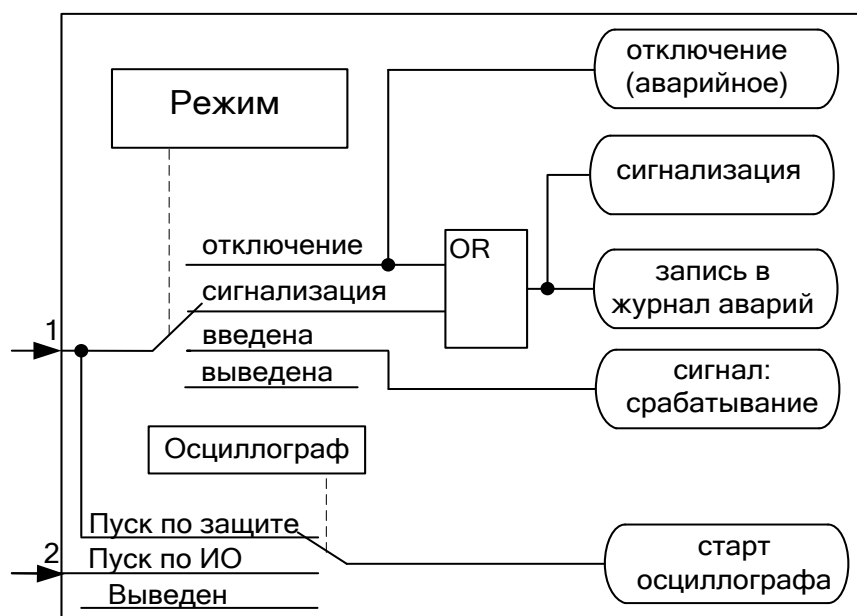 отключение
(аварийное)
Режим
сигнализация
отключение
OR
сигнализация
запись в
журнал аварий
1
введена
выведена
сигнал:
срабатывание
Осциллограф
Пуск по защите
2
Пуск по ИО
Выведен
старт
осциллографа